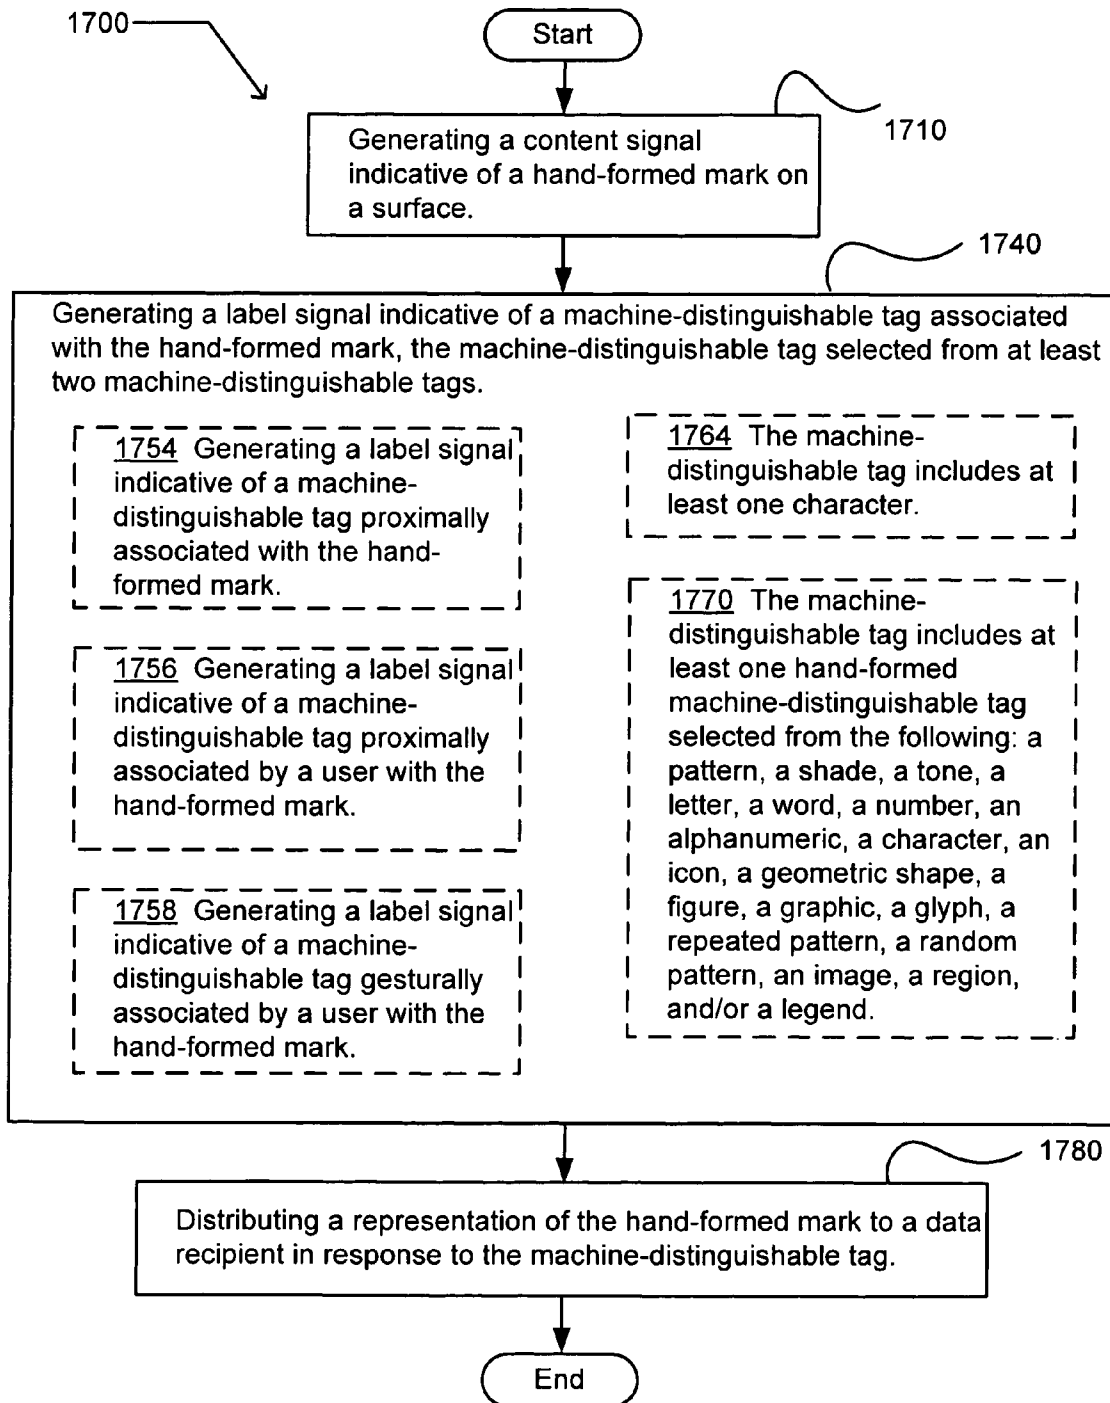 1700
Start
1710
Generating a content signal
indicative of a hand-formed mark on
a surface.
1740
Generating a label signal indicative of a machine-distinguishable tag associated
with the hand-formed mark, the machine-distinguishable tag selected from at least
two machine-distinguishable tags.
1754 Generating a label signal
indicative of a machine-
distinguishable tag proximally
associated with the hand-
formed mark.
1756 Generating a label signal
indicative of a machine-
distinguishable tag proximally
associated by a user with the
hand-formed mark.
1758 Generating a label signal
indicative of a machine-
distinguishable tag gesturally
associated by a user with the
hand-formed mark.
1764 The machine-
distinguishable tag includes at
least one character.
1770 The machine-
distinguishable tag includes at
least one hand-formed
machine-distinguishable tag
selected from the following: a
pattern, a shade, a tone, a
letter, a word, a number, an
alphanumeric, a character, an
icon, a geometric shape, a
figure, a graphic, a glyph, a
repeated pattern, a random
pattern, an image, a region,
and/or a legend.
1780
Distributing a representation of the hand-formed mark to a data
recipient in response to the machine-distinguishable tag.
End